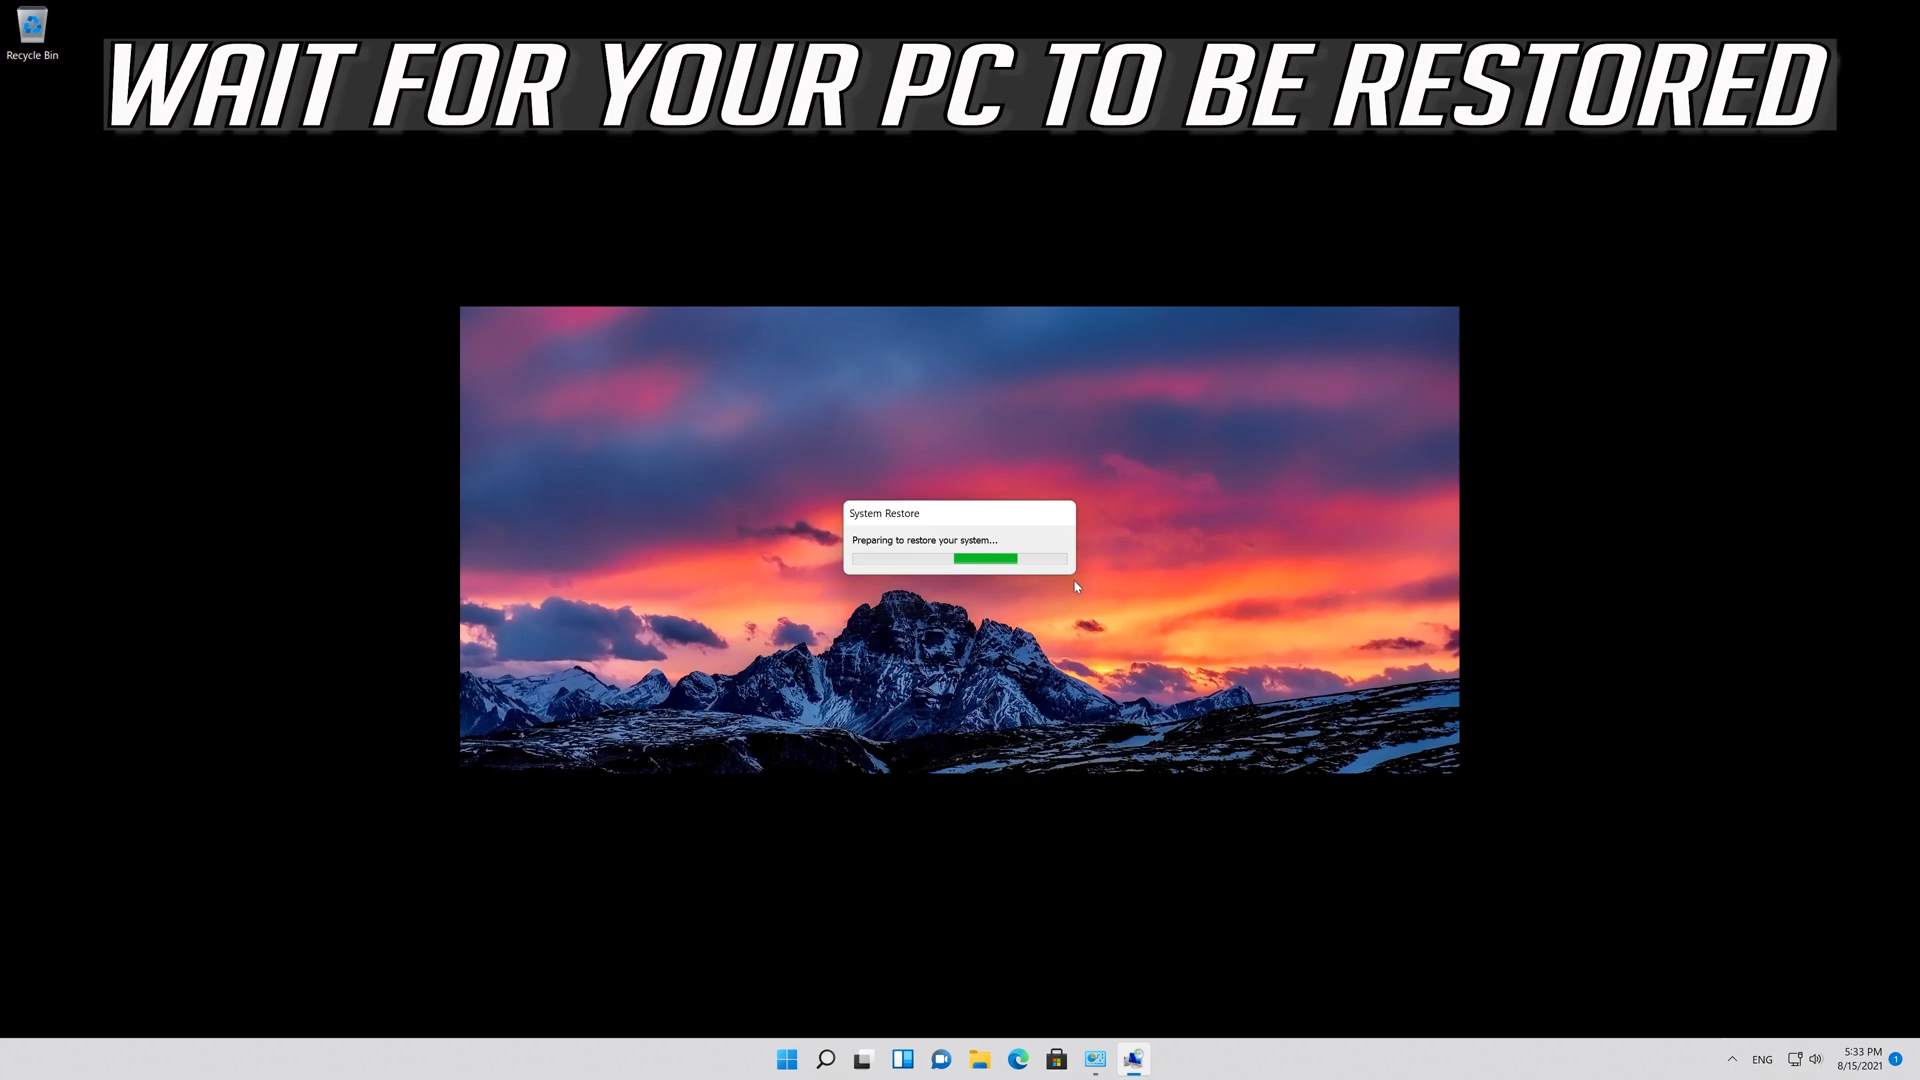 WAIT FOR YOUR PC TO BE RESTORED
Recycle Bin
System Restore
Preparing to restore your system...
ENG
5:33 PM
8/15/2021
1